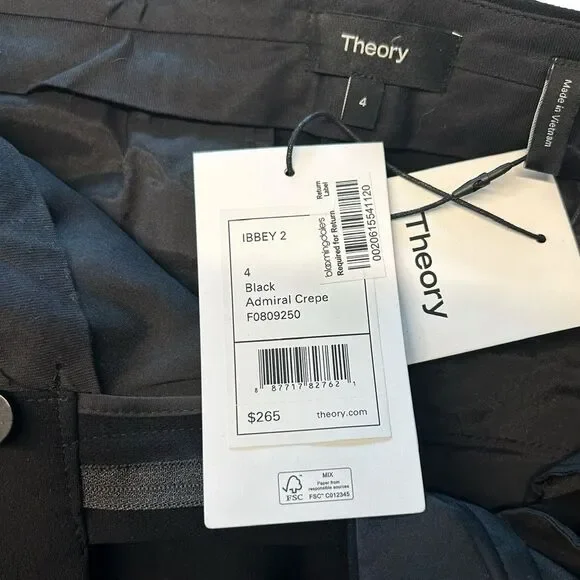 Theory
4
Made in Vietnam
Theory
bloomingdale's
Required for Return
Return
Label
0020615541120
IBBEY 2
4
Black
Admiral Crepe
F0809250
8 87717 82762 1
$265
theory.com
FSC
MIX
Paper from
responsible sources
FSC™ C012345